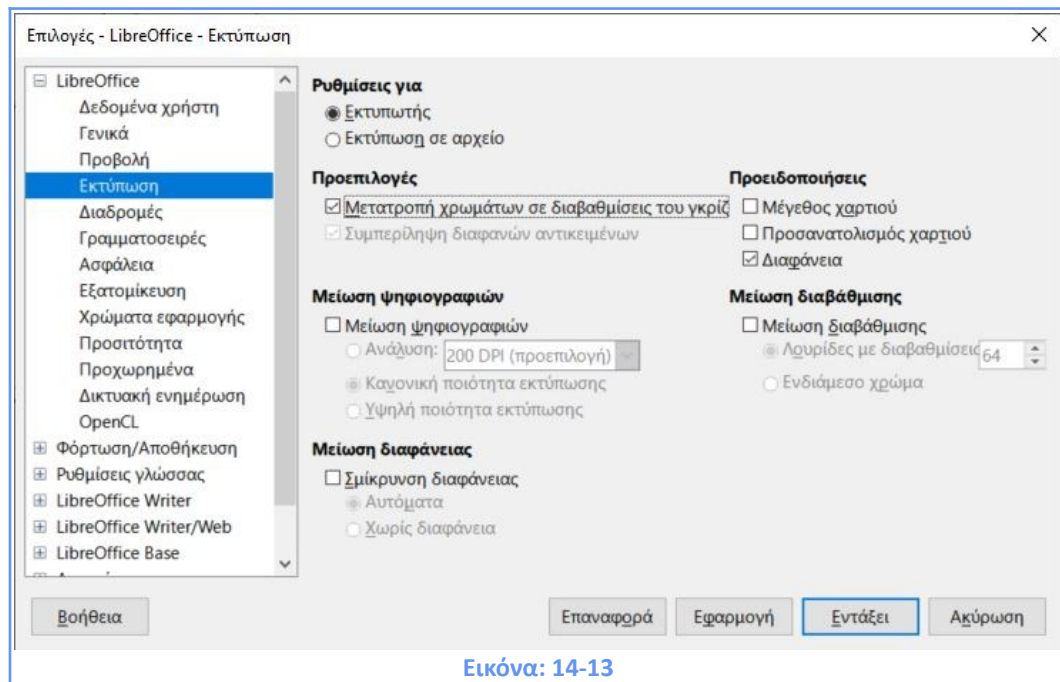 Επιλογές - LibreOffice - Εκτύπωση
LibreOffice
Δεδομένα χρήστη
Γενικά
Προβολή
Εκτύπωση
Διαδρομές
Γραμματοσειρές
Ασφάλεια
Εξατομίκευση
Χρώματα εφαρμογής
Προσιτότητα
Προχωρημένα
Δικτυακή ενημέρωση
OpenCL
Φόρτωση/Αποθήκευση
Ρυθμίσεις γλώσσας
LibreOffice Writer
LibreOffice Writer/Web
LibreOffice Base
Ρυθμίσεις για
Εκτυπωτής
Εκτύπωση σε αρχείο
Προεπιλογές
Μετατροπή χρωμάτων σε διαβαθμίσεις του γκρίζ
Συμπερίληψη διαφανών αντικειμένων
Προειδοποιήσεις
Μέγεθος χαρτιού
Προσανατολισμός χαρτιού
Διαφάνεια
Μείωση ψηφιογραφιών
Μείωση ψηφιογραφιών
Ανάλυση: 200 DPI (προεπιλογή)
Κανονική ποιότητα εκτύπωσης
Υψηλή ποιότητα εκτύπωσης
Μείωση διαβάθμισης
Μείωση διαβάθμισης
Λουρίδες με διαβαθμίσεις 64
Ενδιάμεσο χρώμα
Μείωση διαφάνειας
Σμίκρυνση διαφάνειας
Αυτόματα
Χωρίς διαφάνεια
Βοήθεια
Επαναφορά
Εφαρμογή
Εντάξει
Ακύρωση
Εικόνα: 14-13